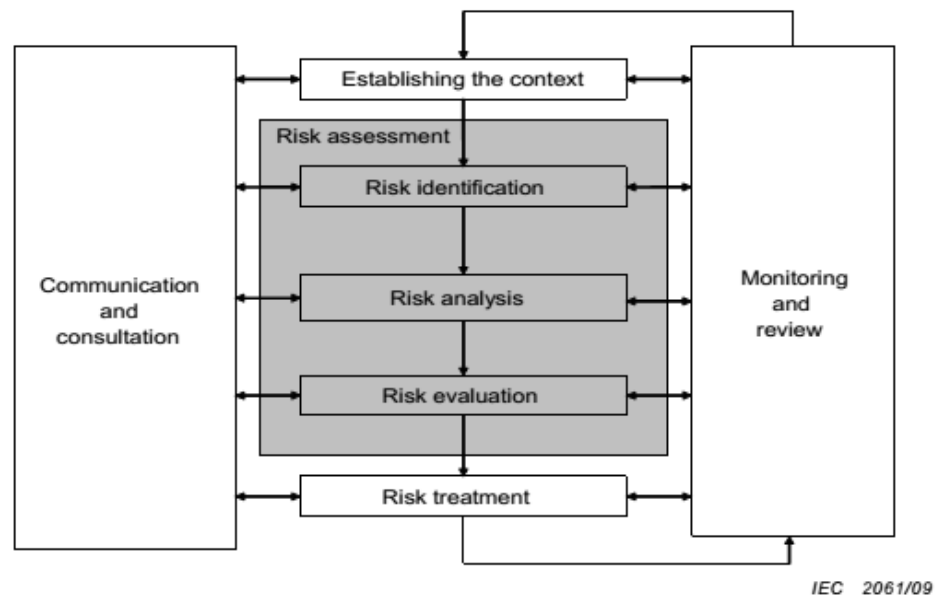 Establishing the context
Risk assessment
Risk identification
Communication
and
consultation
Risk analysis
Monitoring
and
review
Risk evaluation
Risk treatment
IEC 2061/09